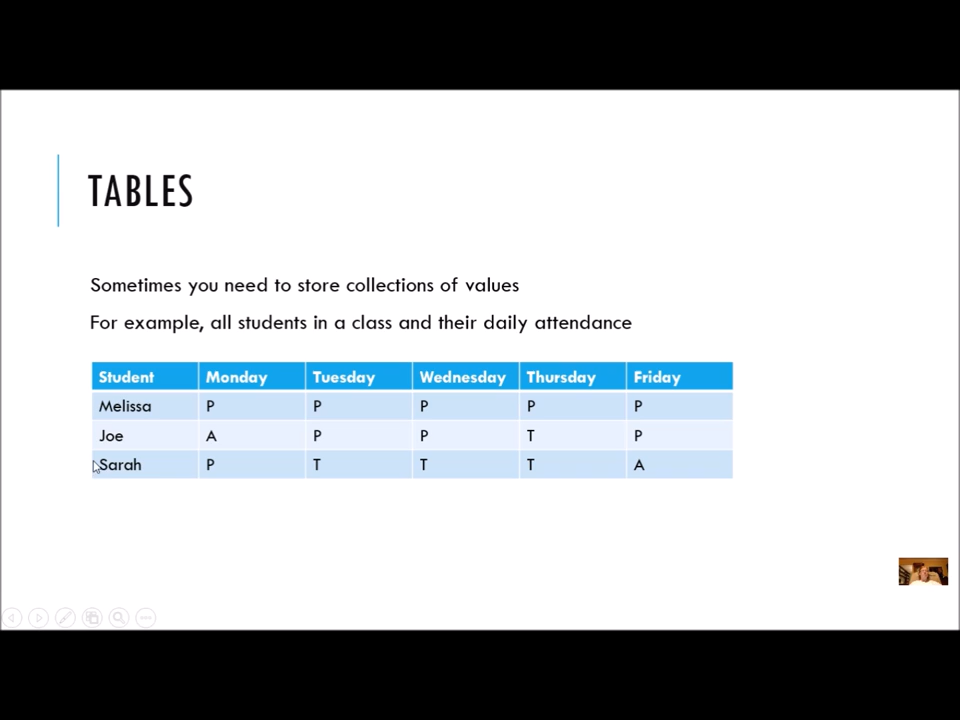 TABLES
Sometimes you need to store collections of values
For example, all students in a class and their daily attendance
Student Monday Tuesday Wednesday Thursday Friday
Melissa P P P P P
Joe A P P T P
Sarah P T T T A